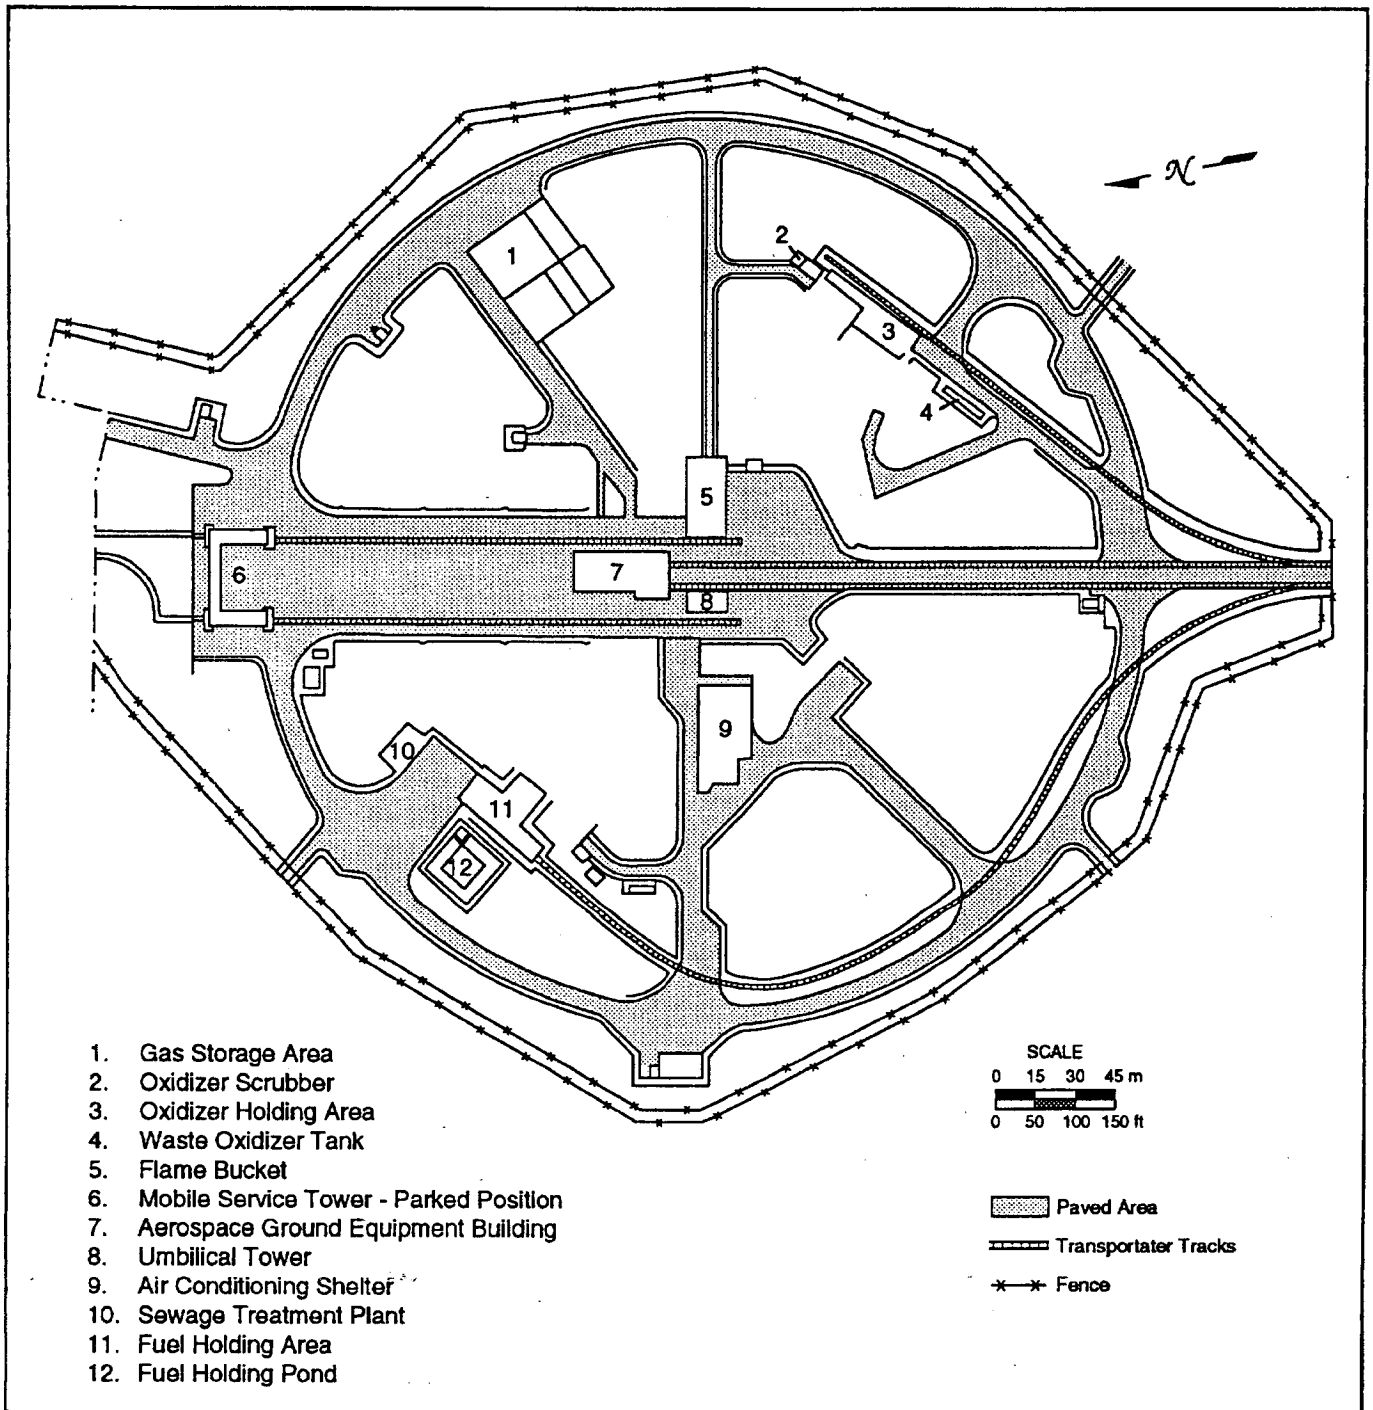 N
1
2
3
4
5
6
7
8
9
10
11
2
1. Gas Storage Area
2. Oxidizer Scrubber
3. Oxidizer Holding Area
4. Waste Oxidizer Tank
5. Flame Bucket
6. Mobile Service Tower - Parked Position
7. Aerospace Ground Equipment Building
8. Umbilical Tower
9. Air Conditioning Shelter
10. Sewage Treatment Plant
11. Fuel Holding Area
12. Fuel Holding Pond
SCALE
0 15 30 45 m
0 50 100 150 ft
Paved Area
Transportater Tracks
Fence